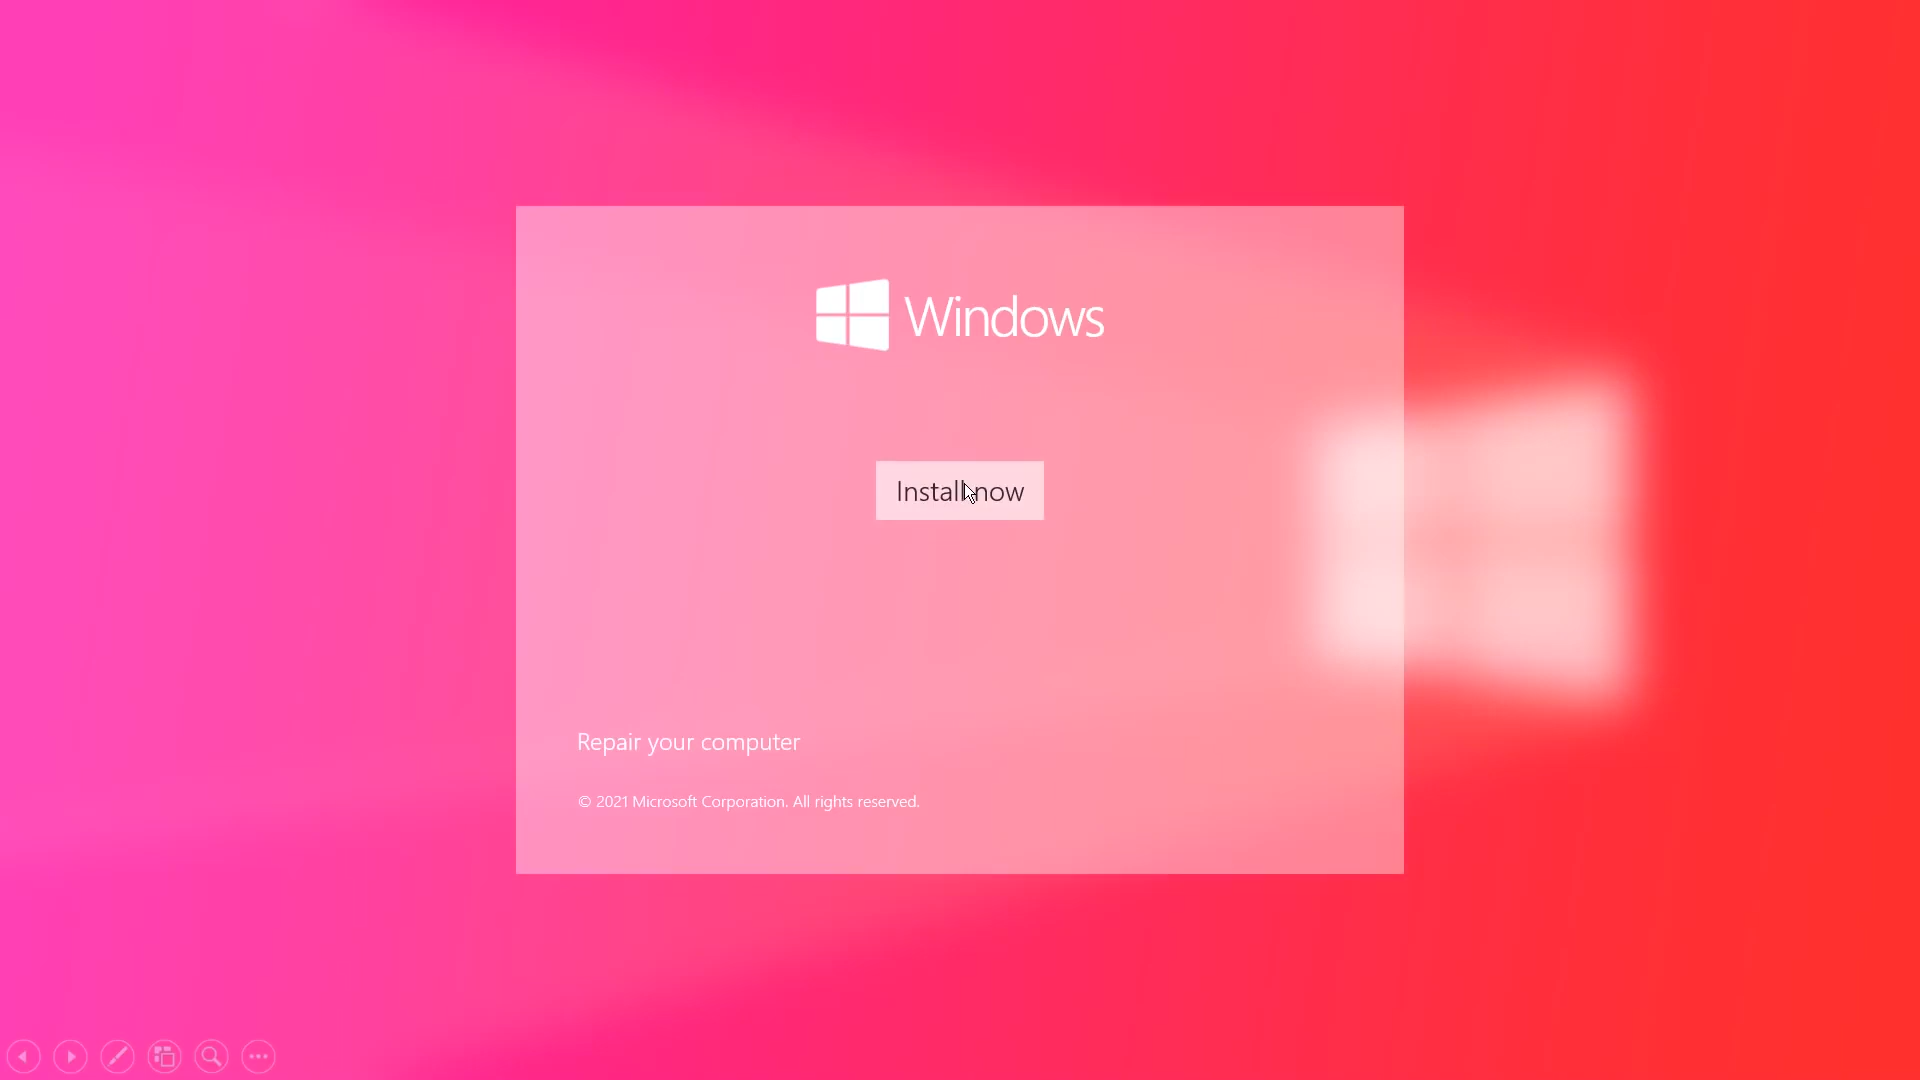 Windows
Install now
Repair your computer
© 2021 Microsoft Corporation. All rights reserved.